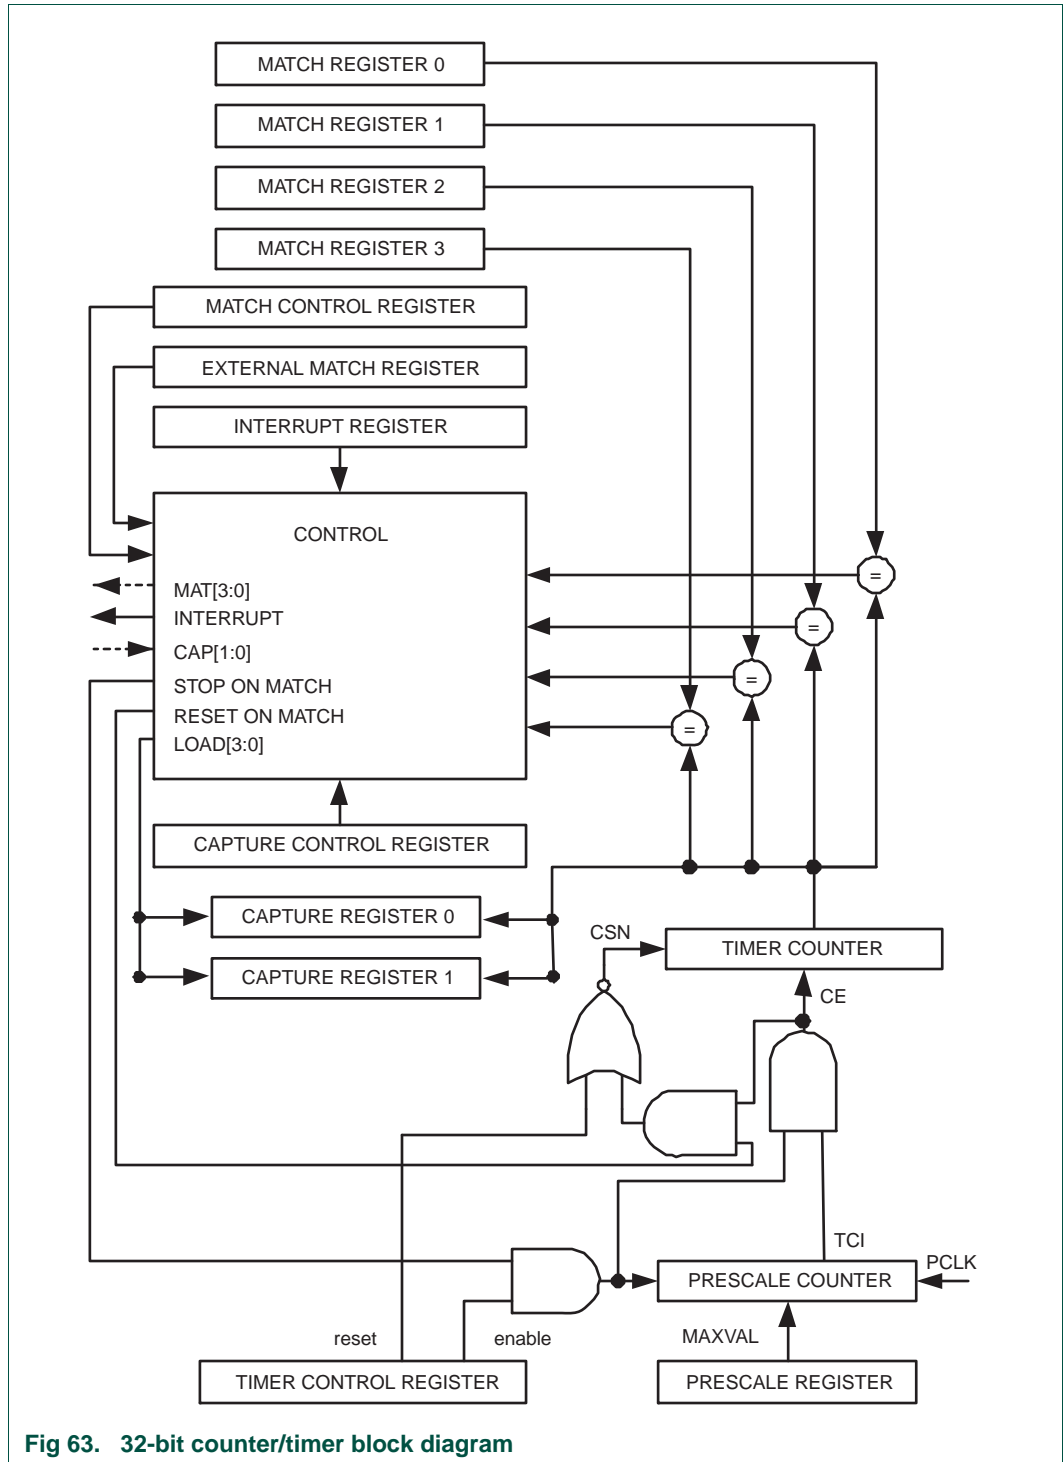 MATCH REGISTER 0
MATCH REGISTER 1
MATCH REGISTER 2
MATCH REGISTER 3
MATCH CONTROL REGISTER
EXTERNAL MATCH REGISTER
INTERRUPT REGISTER
CONTROL
=
MAT[3:0]
INTERRUPT
=
CAP[1:0]
STOP ON MATCH
=
RESET ON MATCH
=
LOAD[3:0]
CAPTURE CONTROL REGISTER
CAPTURE REGISTER 0
CSN
TIMER COUNTER
CAPTURE REGISTER 1
CE
TCI
PCLK
PRESCALE COUNTER
reset
enable
MAXVAL
TIMER CONTROL REGISTER
PRESCALE REGISTER
Fig 63. 32-bit counter/timer block diagram